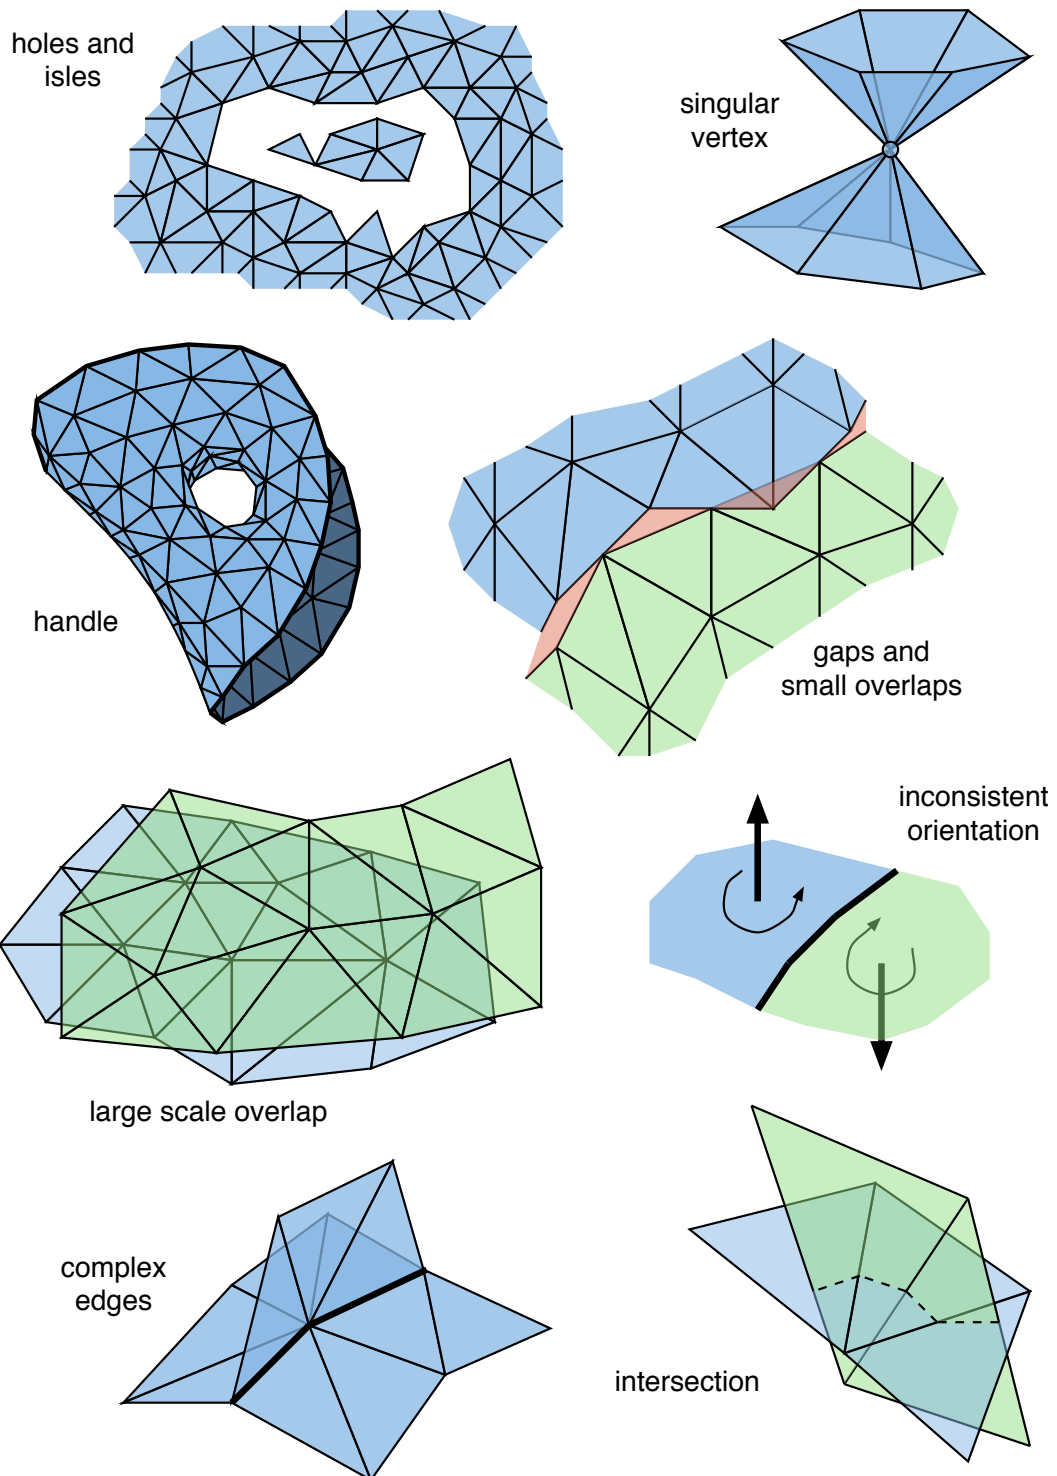 holes and
isles
singular
vertex
handle
gaps and
small overlaps
inconsistent
orientation
large scale overlap
complex
edges
intersection